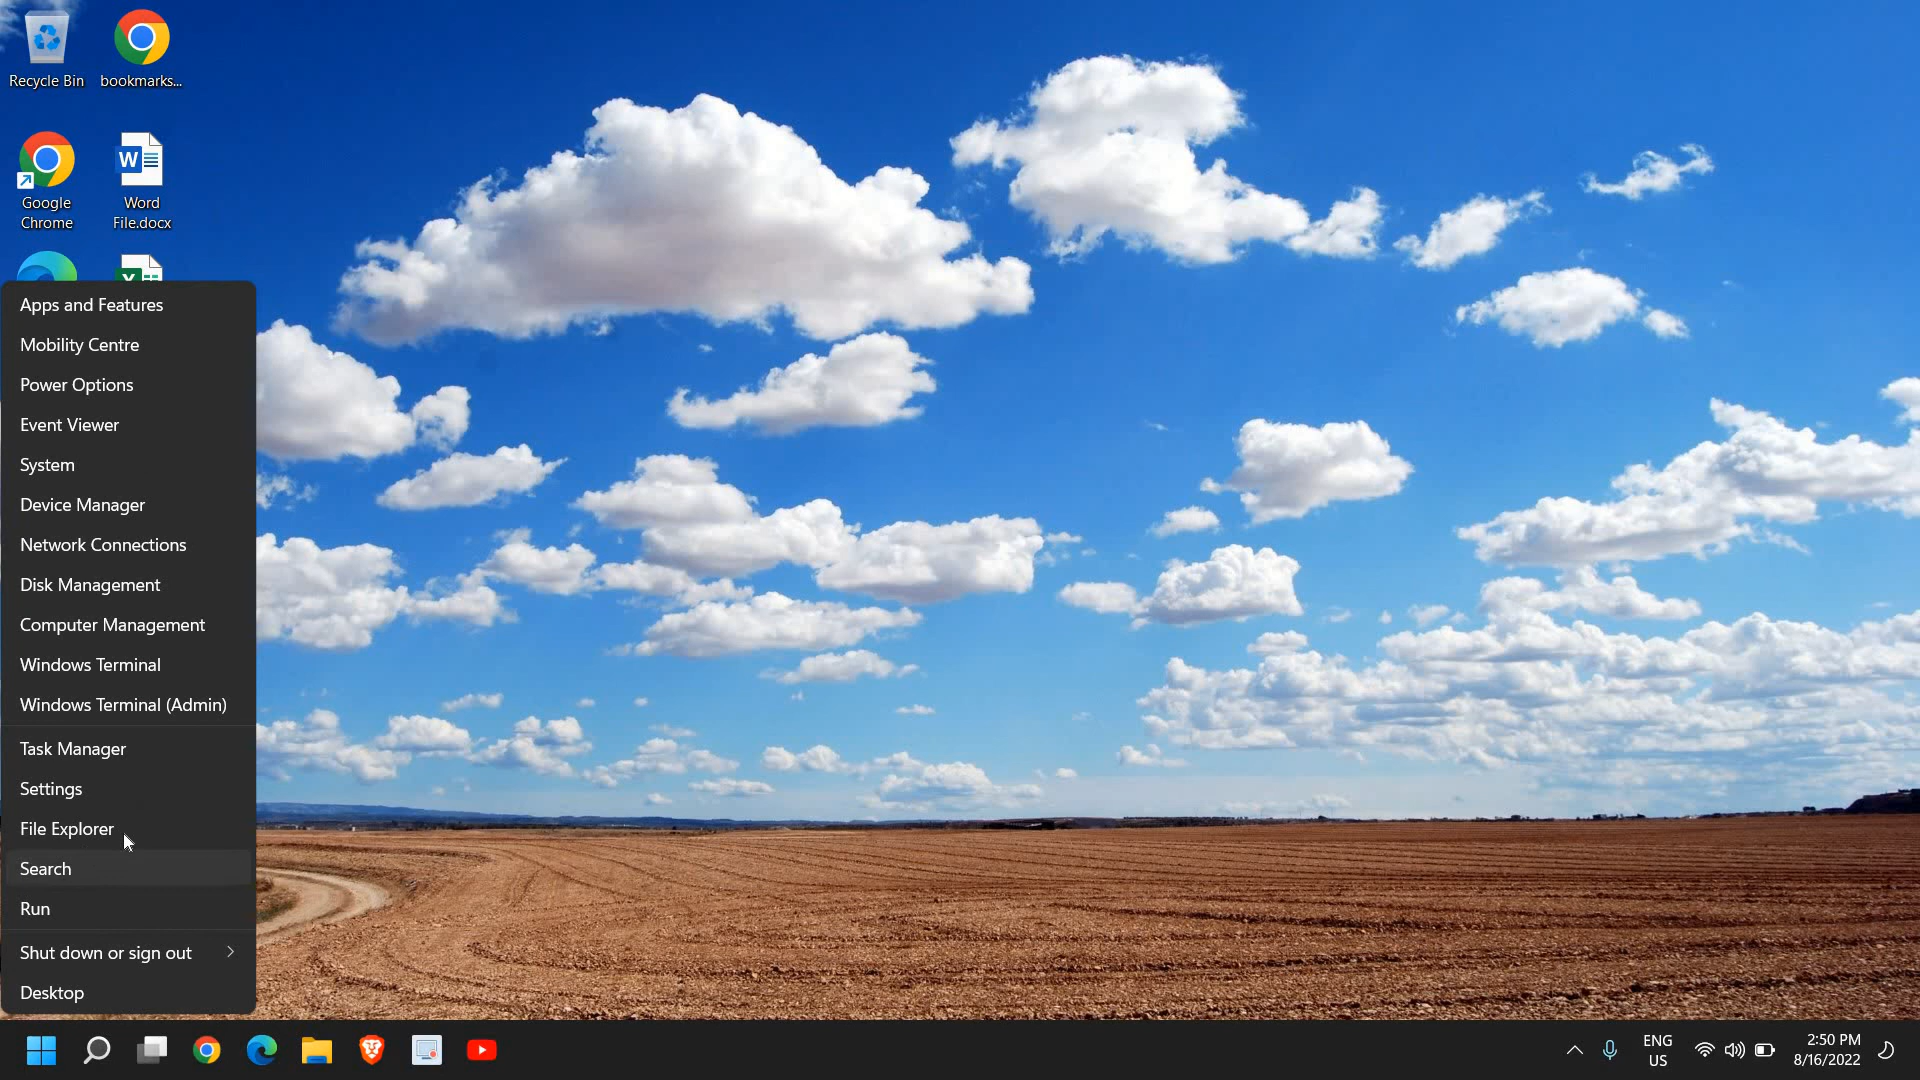 Recycle Bin
bookmarks...
Google
Chrome
Word
File.docx
Apps and Features
Mobility Centre
Power Options
Event Viewer
System
Device Manager
Network Connections
Disk Management
Computer Management
Windows Terminal
Windows Terminal (Admin)
Task Manager
Settings
File Explorer
Search
Run
Shut down or sign out
Desktop
ENG
US
2:50 PM
8/16/2022